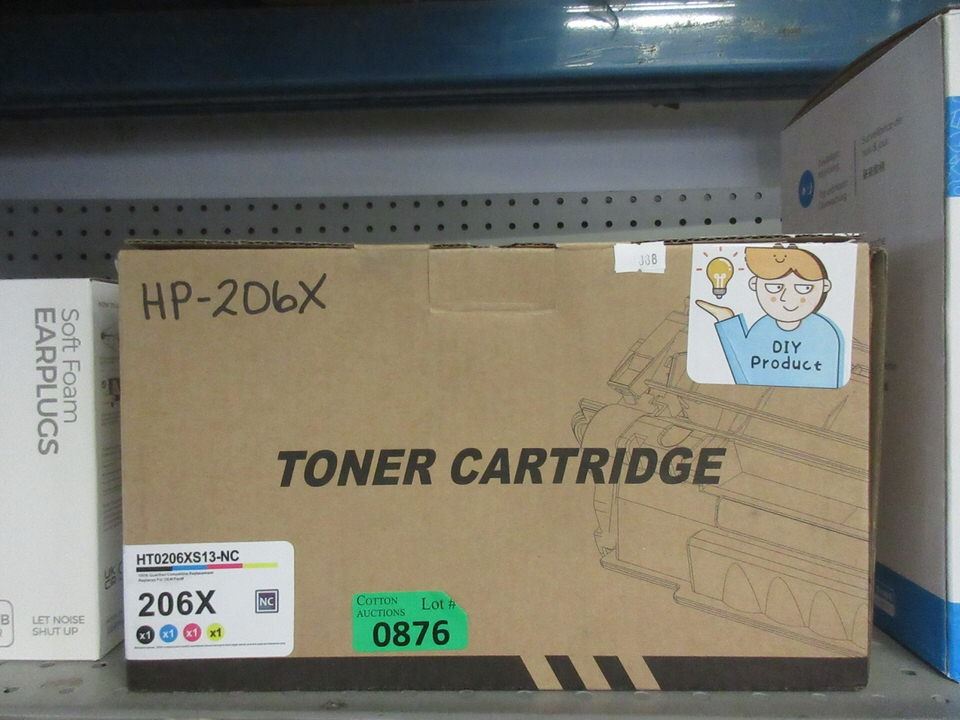 HP-206X
38B
DIY
Product
TONER CARTRIDGE
HT0206XS13-NC
206X
NC
x1 x1 x1 x1
COTTON
AUCTIONS
Lot #
0876
Soft Foam
EARPLUGS
LET NOISE
SHUT UP